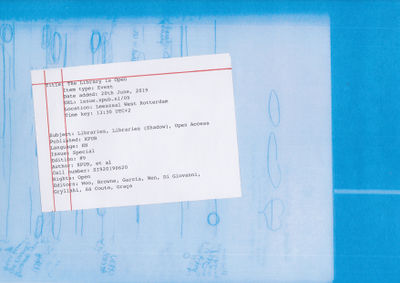 Title: The Library is Open
Item type: Event
Date added: 20th June, 2019
URL: issue.xpub.nl/09
Location: Leeszaal West Rotterdam
Time key: 13:30 UTC+2
Subject: Libraries, Libraries (Shadow), Open Access
Published: XPUB
Language: EN
Issue: Special
Edition: #9
Author: XPUB, et al
Call number: SI920190620
Rights: Open
Editors: Woo, Browne, Garcia, Wen, Di Giovanni,
Gryllaki, Sá Couto, Graça